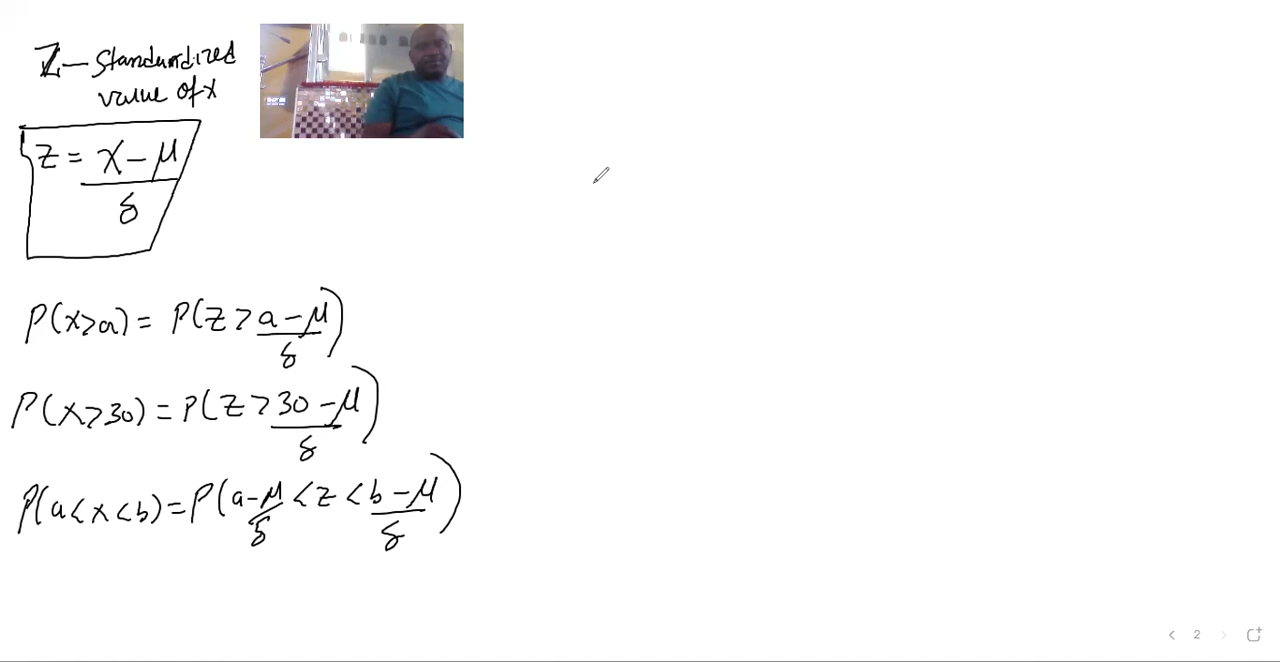 Z – Standardized
value of x
z = x – μ / δ
P(x>a) = P(z > a – μ / δ)
P(x>30) = P(z > 30 – μ / δ)
P(a<x<b) = P(a – μ / δ < z < b – μ / δ)
2